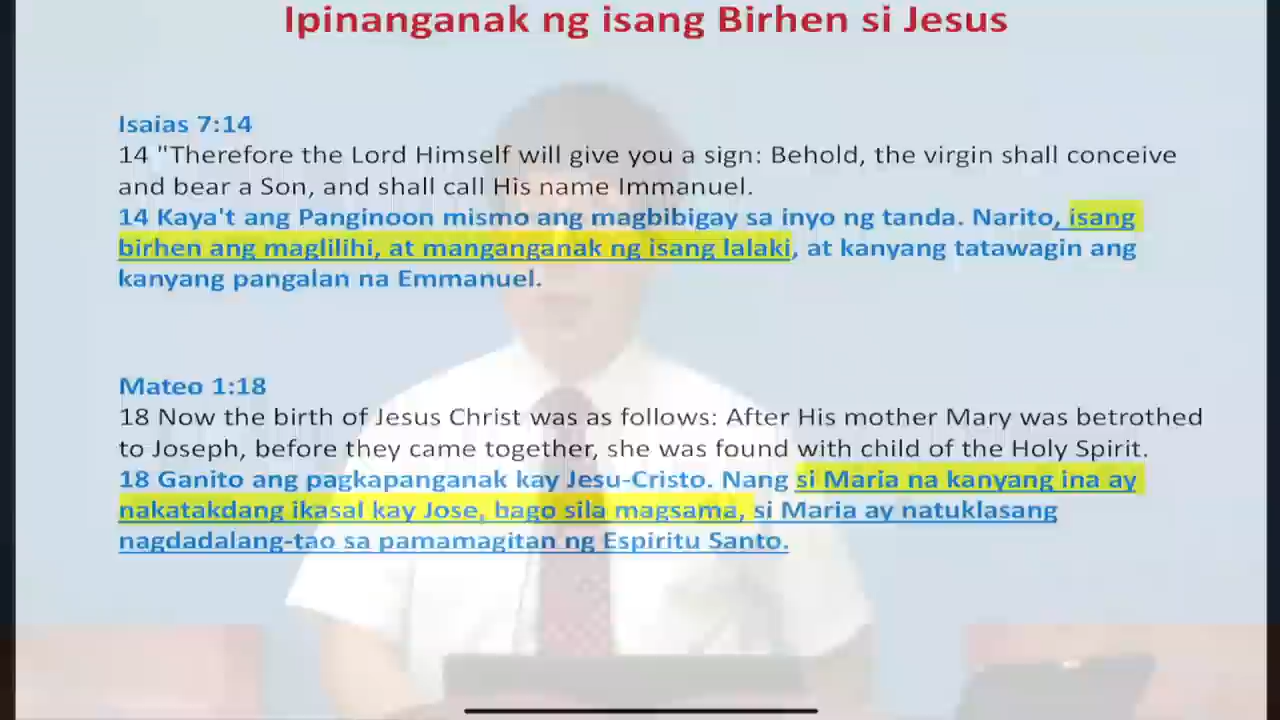 Ipinanganak ng isang Birhen si Jesus
Isaias 7:14
14 "Therefore the Lord Himself will give you a sign: Behold, the virgin shall conceive
and bear a Son, and shall call His name Immanuel.
14 Kaya't ang Panginoon mismo ang magbibigay sa inyo ng tanda. Narito, isang
birhen ang maglilihi, at manganganak ng isang lalaki, at kanyang tatawagin ang
kanyang pangalan na Emmanuel.
Mateo 1:18
18 Now the birth of Jesus Christ was as follows: After His mother Mary was betrothed
to Joseph, before they came together, she was found with child of the Holy Spirit.
18 Ganito ang pagkapanganak kay Jesu-Cristo. Nang si Maria na kanyang ina ay
nakatakdang ikasal kay Jose, bago sila magsama, si Maria ay natuklasang
nagdadalang-tao sa pamamagitan ng Espiritu Santo.